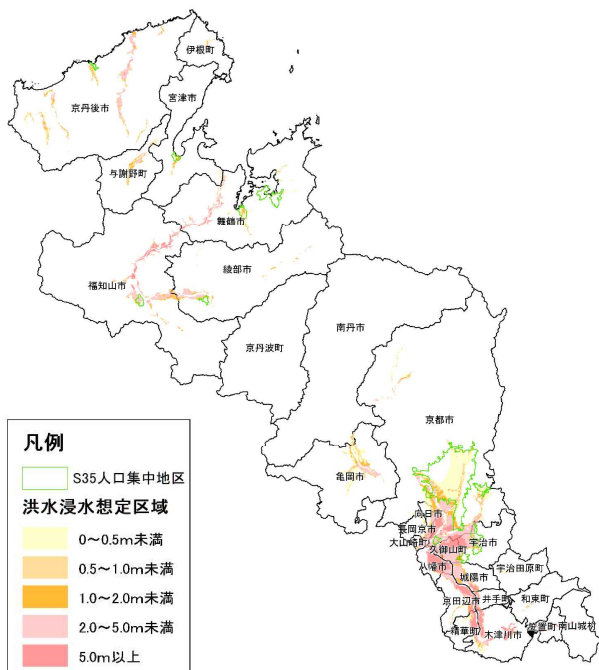 伊根町
京丹後市
宮津市
与謝野町
舞鶴市
綾部市
福知山市
南丹市
京丹波町
京都市
亀岡市
向日市
長岡京市
大山崎町
久御山町
宇治市
八幡市
宇治田原町
城陽市
京田辺市
井手町
和東町
精華町
木津川市
笠置町
南山城村
凡例
S35人口集中地区
洪水浸水想定区域
0～0.5m未満
0.5～1.0m未満
1.0～2.0m未満
2.0～5.0m未満
5.0m以上